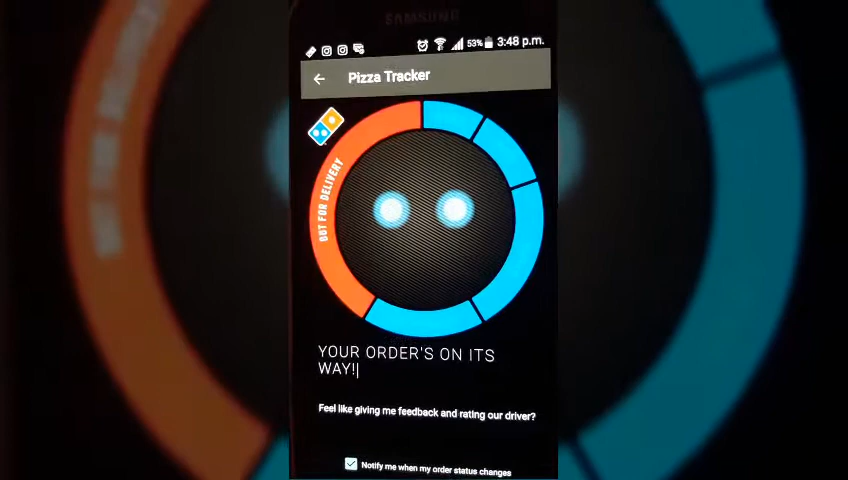 SAMSUNG
53% 3:48 p.m.
Pizza Tracker
OUT FOR DELIVERY
YOUR ORDER'S ON ITS
WAY!
Feel like giving me feedback and rating our driver?
Notify me when my order status changes